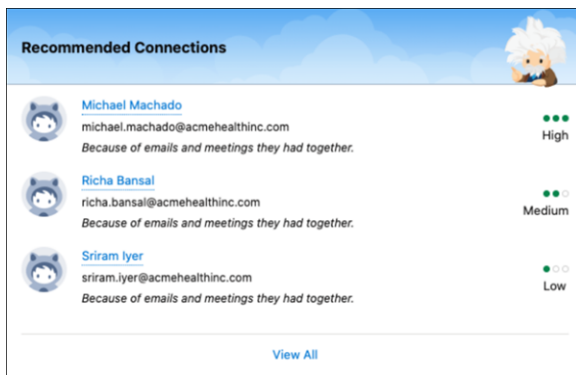 Recommended Connections
Michael Machado
michael.machado@acmehealthinc.com
Because of emails and meetings they had together.
High
Richa Bansal
richa.bansal@acmehealthinc.com
Because of emails and meetings they had together.
Medium
Sriram Iyer
sriram.iyer@acmehealthinc.com
Because of emails and meetings they had together.
Low
View All